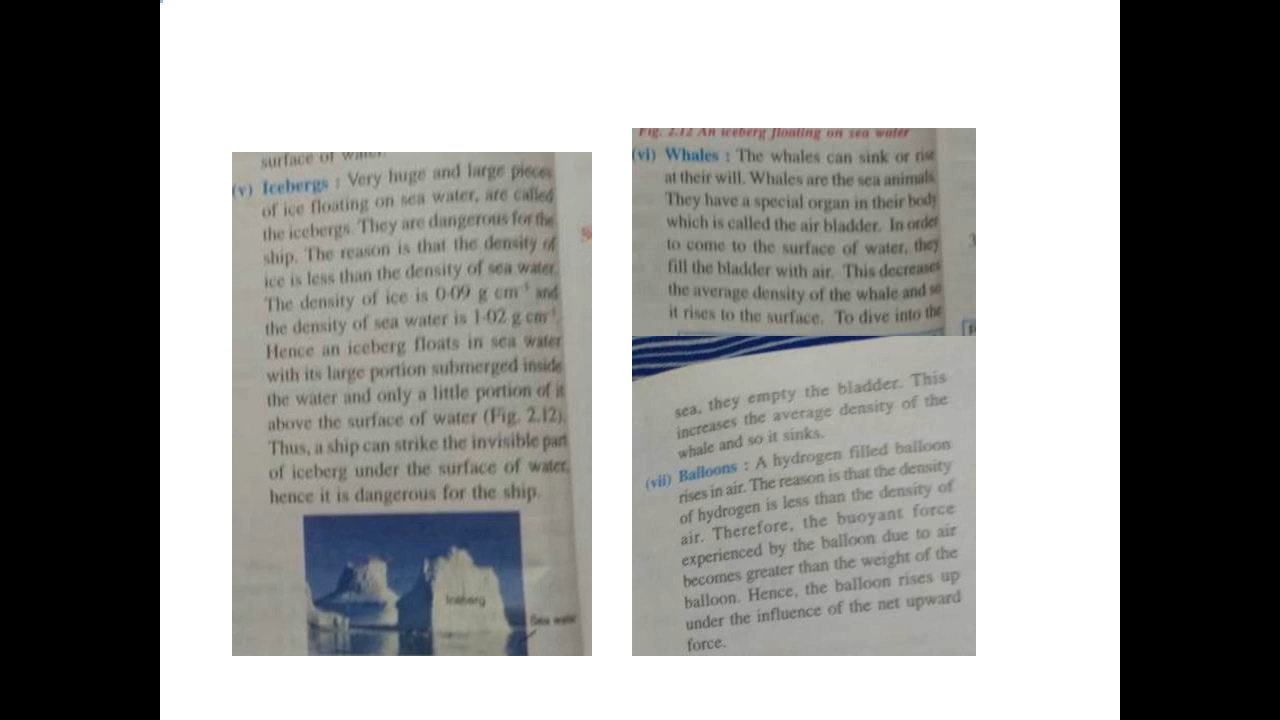 surface of water.
(v) Icebergs : Very huge and large pieces
of ice floating on sea water, are called
the icebergs. They are dangerous for the
ship. The reason is that the density of
ice is less than the density of sea water.
The density of ice is 0·09 g cm⁻³ and
the density of sea water is 1·02 g cm⁻³.
Hence an iceberg floats in sea water
with its large portion submerged inside
the water and only a little portion of it
above the surface of water (Fig. 2.12).
Thus, a ship can strike the invisible part
of iceberg under the surface of water,
hence it is dangerous for the ship.
Iceberg
Sea water
Fig. 2.12 An iceberg floating on sea water
(vi) Whales : The whales can sink or rise
at their will. Whales are the sea animals.
They have a special organ in their body
which is called the air bladder. In order
to come to the surface of water, they
fill the bladder with air. This decreases
the average density of the whale and so
it rises to the surface. To dive into the
sea, they empty the bladder. This
increases the average density of the
whale and so it sinks.
(vii) Balloons : A hydrogen filled balloon
rises in air. The reason is that the density
of hydrogen is less than the density of
air. Therefore, the buoyant force
experienced by the balloon due to air
becomes greater than the weight of the
balloon. Hence, the balloon rises up
under the influence of the net upward
force.